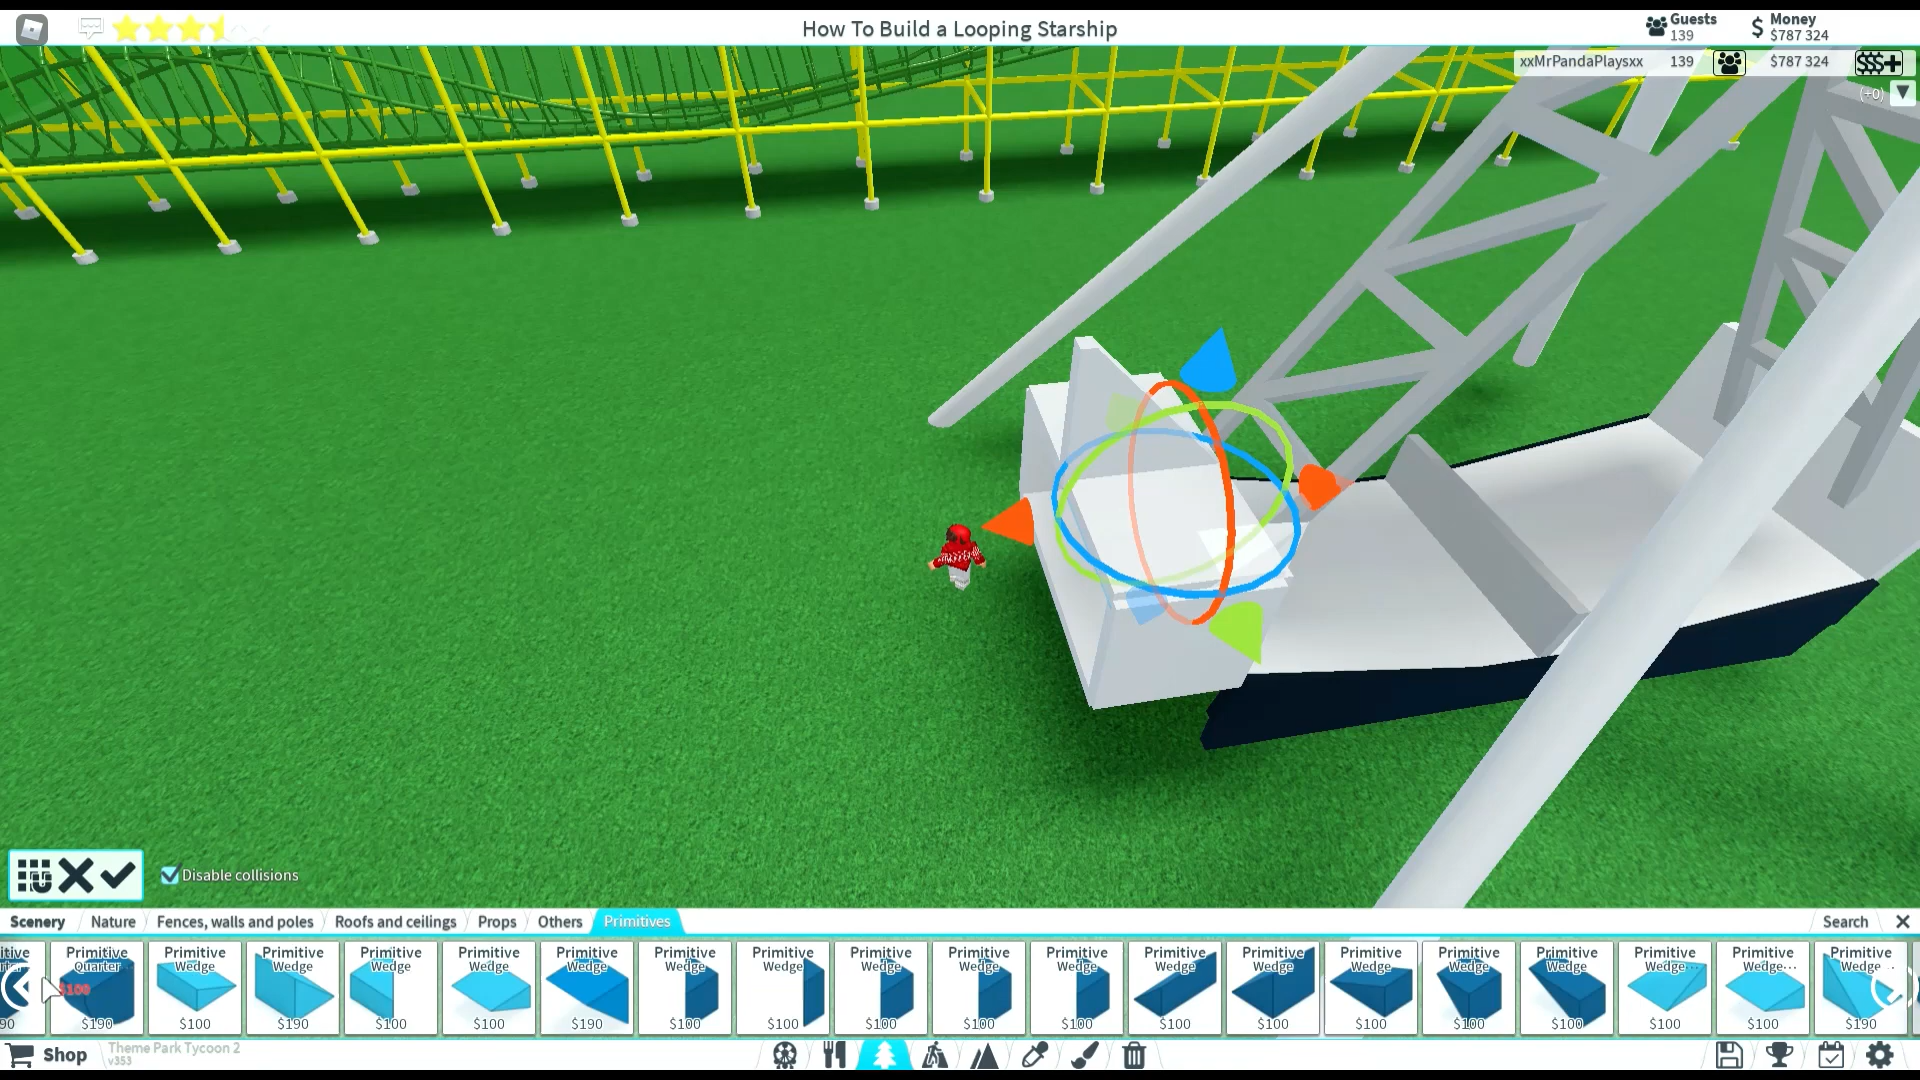 How To Build a Looping Starship
Guests
139
Money
$787 324
xxMrPandaPlaysxx 139 $787 324
(+0)
Disable collisions
Scenery Nature Fences, walls and poles Roofs and ceilings Props Others Primitives Search
Primitive Quarter $190
$100
Primitive Wedge $100
Primitive Wedge $190
Primitive Wedge $100
Primitive Wedge $100
Primitive Wedge $190
Primitive Wedge $100
Primitive Wedge $100
Primitive Wedge $100
Primitive Wedge $100
Primitive Wedge $100
Primitive Wedge $100
Primitive Wedge $100
Primitive Wedge $100
Primitive Wedge $100
Primitive Wedge $100
Primitive Wedge... $100
Primitive Wedge... $100
Primitive Wedge... $190
Shop
Theme Park Tycoon 2
v353